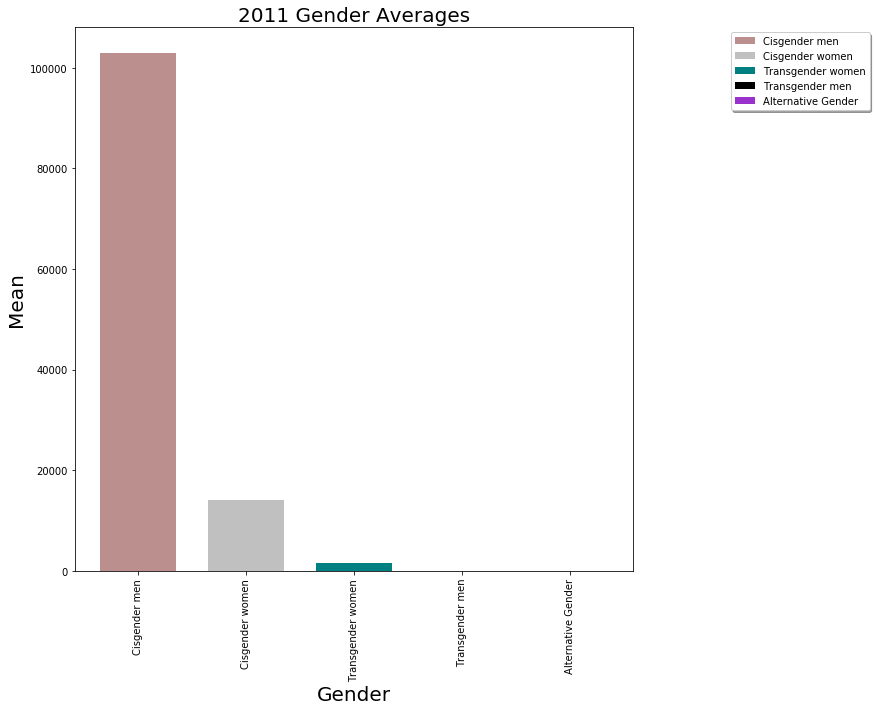 2011 Gender Averages
Cisgender men
Cisgender women
Transgender women
Transgender men
Alternative Gender
Mean
100000
80000
60000
40000
20000
0
Cisgender men
Cisgender women
Transgender women
Transgender men
Alternative Gender
Gender